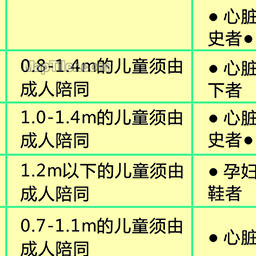 ● 心脏
史者●
0.8-1.4m的儿童须由
成人陪同
● 心脏
下者
1.0-1.4m的儿童须由
成人陪同
● 心脏
史者●
1.2m以下的儿童须由
成人陪同
● 孕妇
鞋者
0.7-1.1m的儿童须由
成人陪同
● 心脏